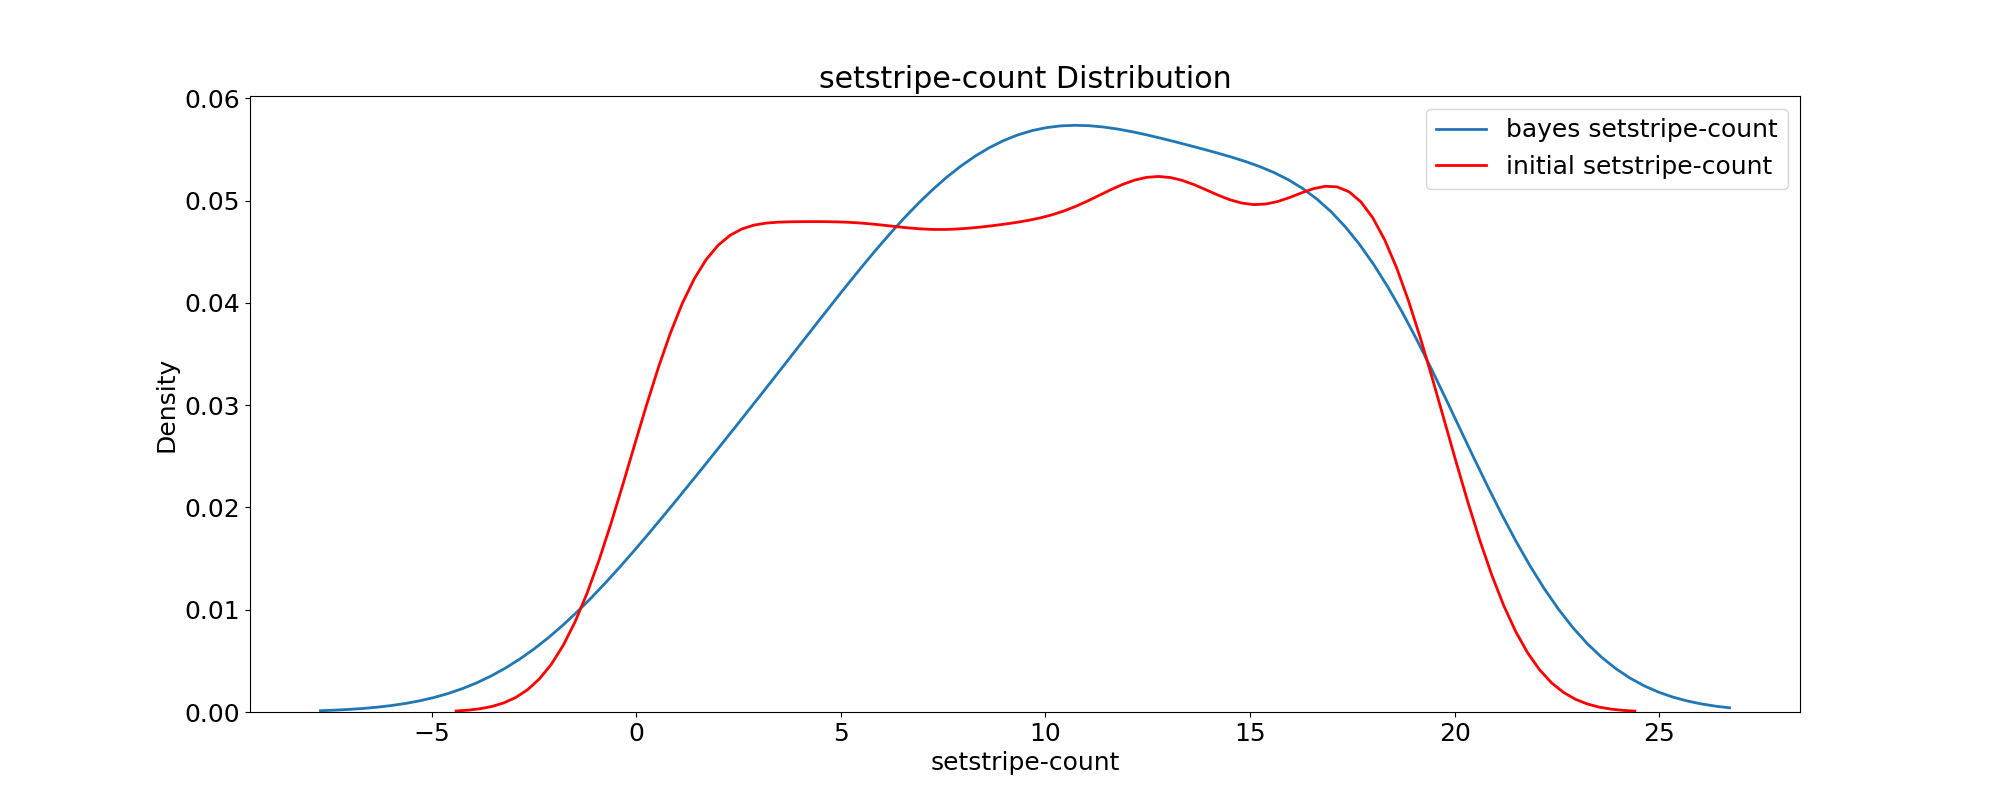 setstripe-count Distribution
bayes setstripe-count
initial setstripe-count
Density
0.06
0.05
0.04
0.03
0.02
0.01
0.00
−5 0 5 10 15 20 25
setstripe-count